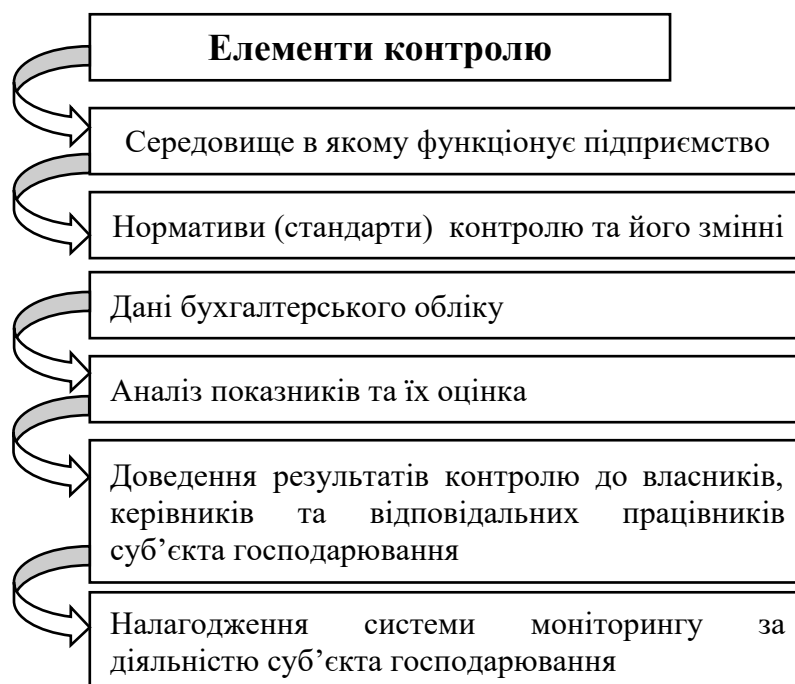 Елементи контролю
Середовище в якому функціонує підприємство
Нормативи (стандарти) контролю та його змінні
Дані бухгалтерського обліку
Аналіз показників та їх оцінка
Доведення результатів контролю до власників,
керівників та відповідальних працівників
суб’єкта господарювання
Налагодження системи моніторингу за
діяльністю суб’єкта господарювання